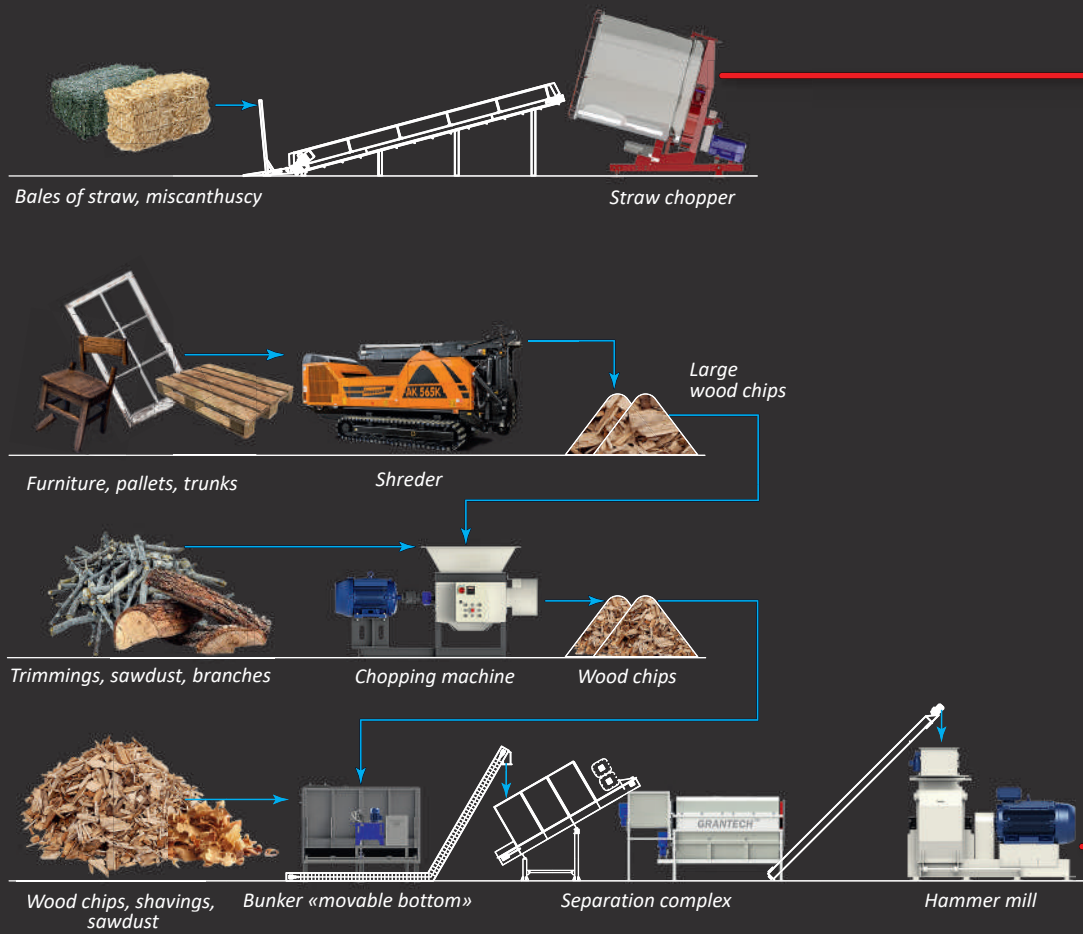 Bales of straw, miscanthuscy
Straw chopper
AK 565K
Large
wood chips
Furniture, pallets, trunks
Shreder
Trimmings, sawdust, branches
Chopping machine
Wood chips
GRANTECH™
Wood chips, shavings,
sawdust
Bunker «movable bottom»
Separation complex
Hammer mill